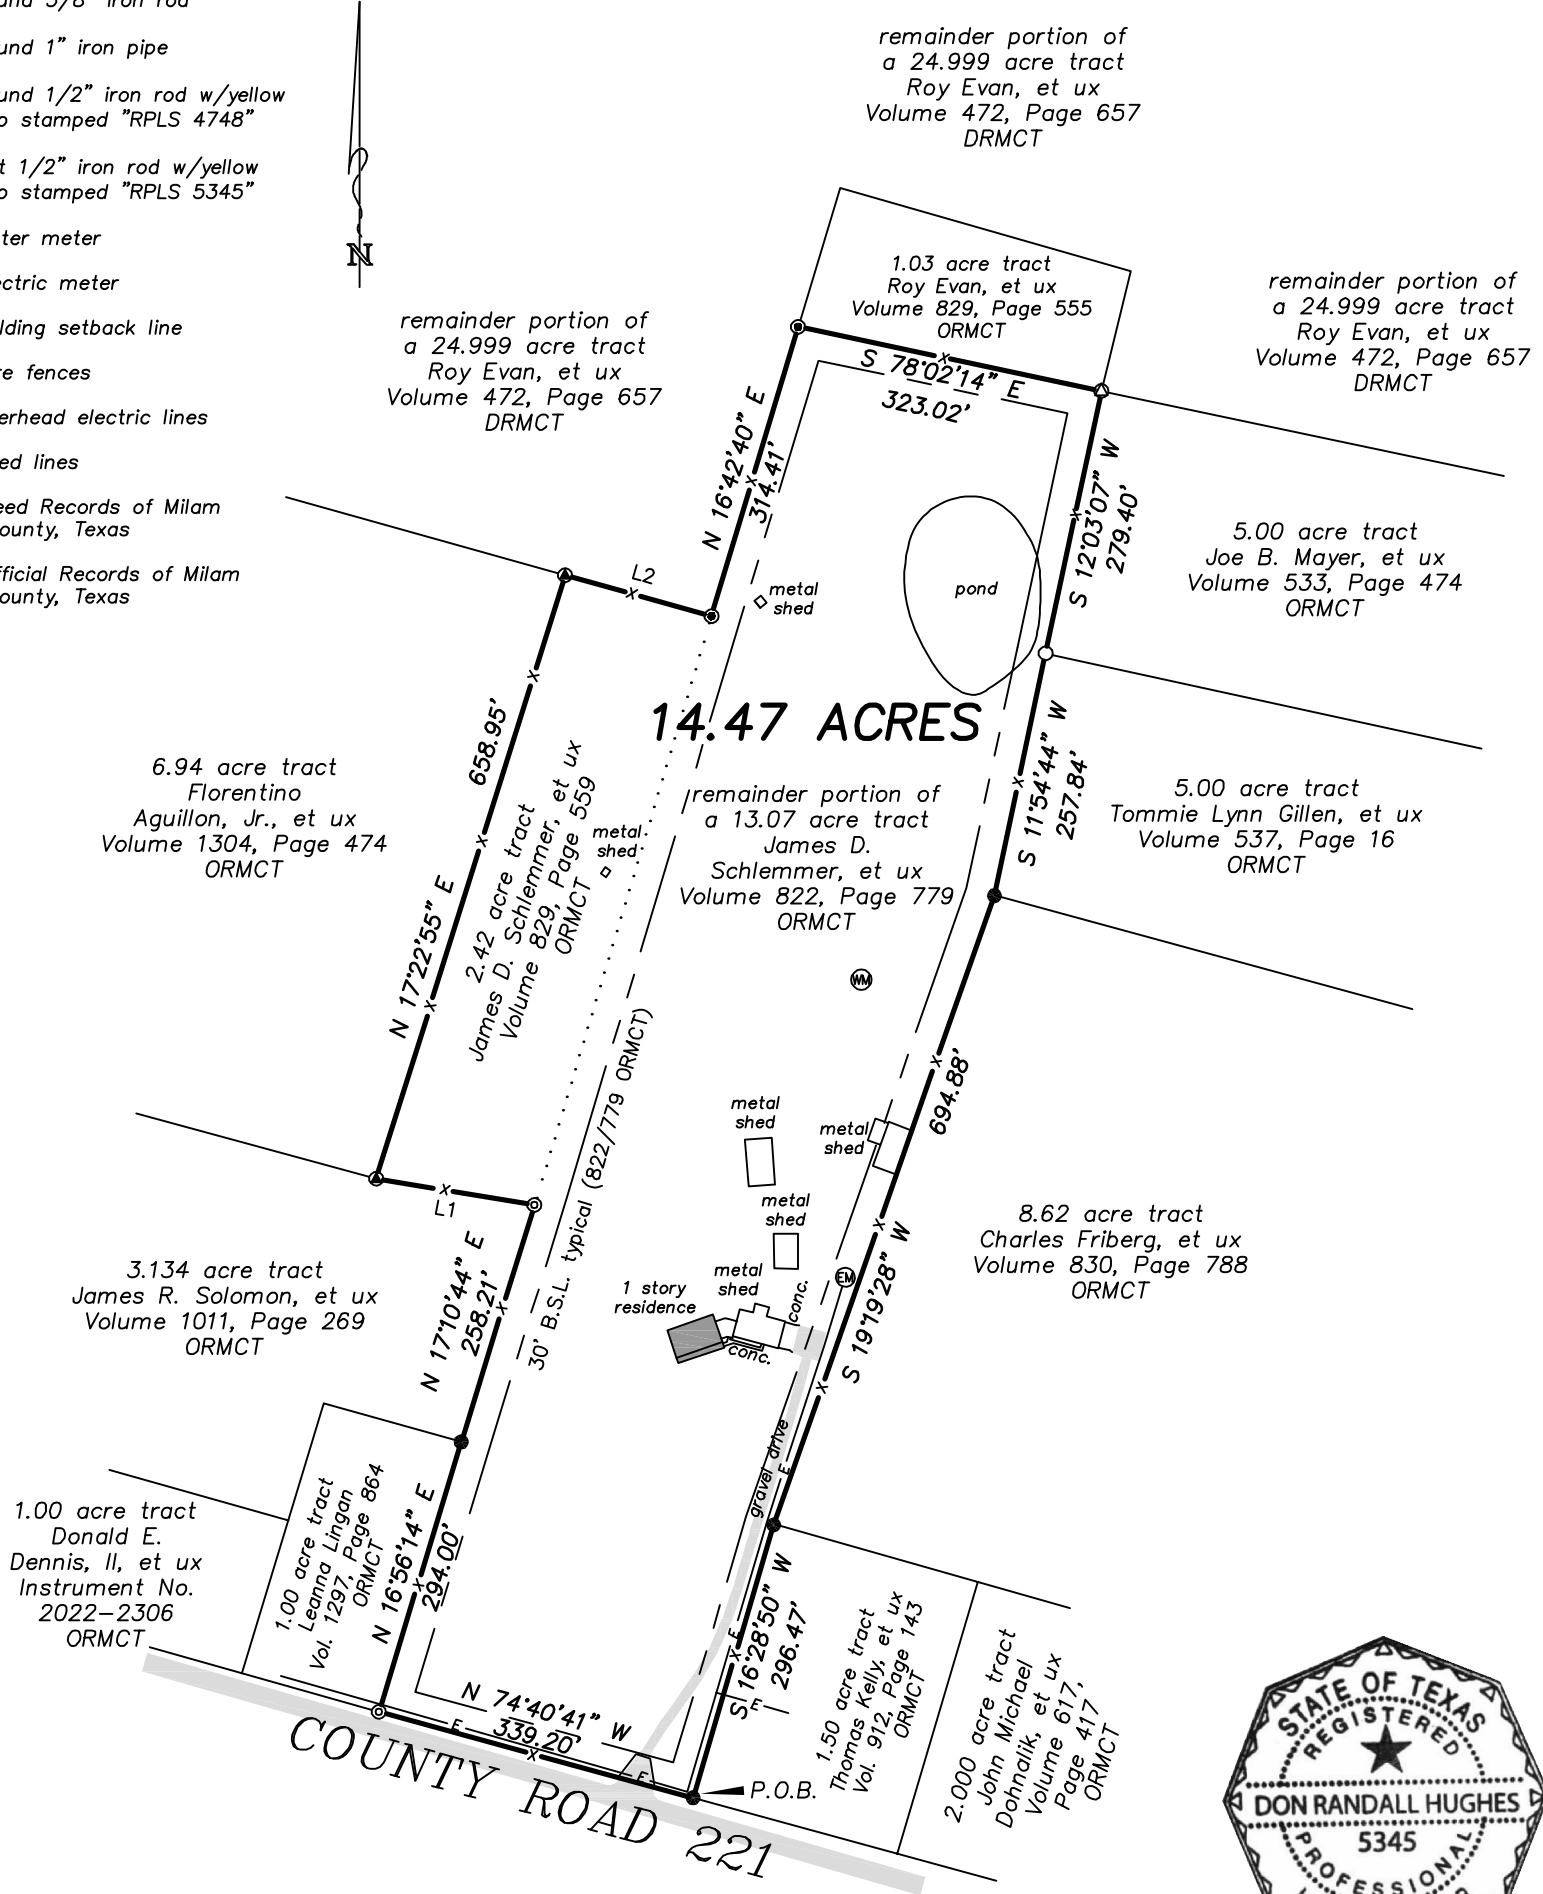 und 5/8" iron rod
und 1" iron pipe
und 1/2" iron rod w/yellow
p stamped "RPLS 4748"
t 1/2" iron rod w/yellow
p stamped "RPLS 5345"
ter meter
ectric meter
lding setback line
re fences
erhead electric lines
ed lines
eed Records of Milam
ounty, Texas
fficial Records of Milam
ounty, Texas
N
remainder portion of
a 24.999 acre tract
Roy Evan, et ux
Volume 472, Page 657
DRMCT
1.03 acre tract
Roy Evan, et ux
Volume 829, Page 555
ORMCT
remainder portion of
a 24.999 acre tract
Roy Evan, et ux
Volume 472, Page 657
DRMCT
remainder portion of
a 24.999 acre tract
Roy Evan, et ux
Volume 472, Page 657
DRMCT
S 78°02'14" E
323.02'
N 16°42'40" E
314.41'
S 12°03'07" W
279.40'
5.00 acre tract
Joe B. Mayer, et ux
Volume 533, Page 474
ORMCT
L2
metal
shed
pond
14.47 ACRES
658.95'
N 17°22'55" E
S 11°54'44" W
257.84'
6.94 acre tract
Florentino
Aguillon, Jr., et ux
Volume 1304, Page 474
ORMCT
2.42 acre tract
James D. Schlemmer, et ux
Volume 829, Page 559
ORMCT
metal
shed
remainder portion of
a 13.07 acre tract
James D.
Schlemmer, et ux
Volume 822, Page 779
ORMCT
5.00 acre tract
Tommie Lynn Gillen, et ux
Volume 537, Page 16
ORMCT
WM
694.88'
S 19°19'28" W
30' B.S.L. typical (822/779 ORMCT)
metal
shed
metal
shed
metal
shed
L1
8.62 acre tract
Charles Friberg, et ux
Volume 830, Page 788
ORMCT
3.134 acre tract
James R. Solomon, et ux
Volume 1011, Page 269
ORMCT
N 17°10'44" E
258.21'
1 story
residence
metal
shed
conc.
EM
conc.
gravel drive
E
1.00 acre tract
Donald E.
Dennis, II, et ux
Instrument No.
2022-2306
ORMCT
1.00 acre tract
Leanna Lingan
Vol. 1297, Page 864
ORMCT
N 16°56'14" E
294.00'
S 16°28'50" W
296.47'
E
E
1.50 acre tract
Thomas Kelly, et ux
Vol. 912, Page 143
ORMCT
2.000 acre tract
John Michael
Dohnalik, et ux
Volume 617,
Page 417
ORMCT
N 74°40'41" W
339.20'
E
E
P.O.B.
COUNTY ROAD 221
STATE OF TEXAS
REGISTERED
DON RANDALL HUGHES
5345
PROFESSIONAL